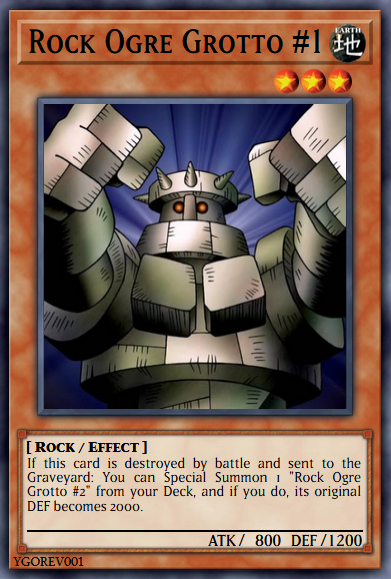 Rock Ogre Grotto #1
EARTH
地
[ Rock / Effect ]
If this card is destroyed by battle and sent to the
Graveyard: You can Special Summon 1 "Rock Ogre
Grotto #2" from your Deck, and if you do, its original
DEF becomes 2000.
ATK/ 800 DEF/1200
YGOREV001